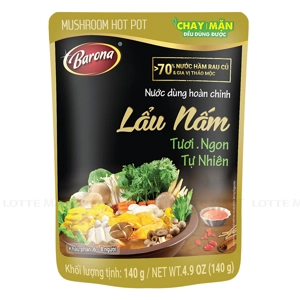 MUSHROOM HOT POT
CHAY MẶN
ĐỀU DÙNG ĐƯỢC
Barona
>70% NƯỚC HẦM RAU CỦ
& GIA VỊ THẢO MỘC
Nước dùng hoàn chỉnh
Lẩu Nấm
Tươi.Ngon
Tự Nhiên
LOTTE
LOTTE M
Khối lượng tịnh: 140 g / NET.WT 4.9 OZ (140 g)